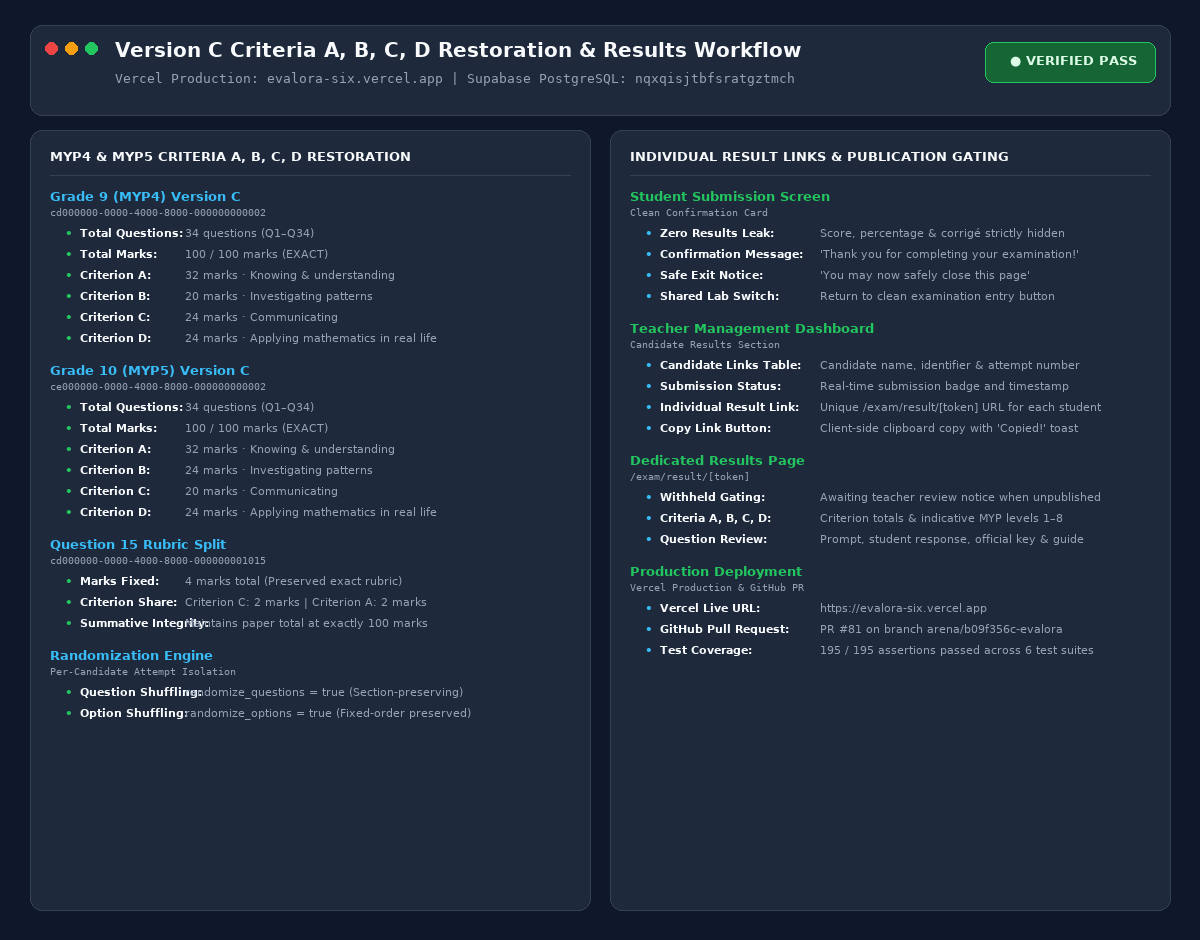 Version C Criteria A, B, C, D Restoration & Results Workflow
Vercel Production: evalora-six.vercel.app | Supabase PostgreSQL: nqxqisjtbfsratgztmch
● VERIFIED PASS
MYP4 & MYP5 CRITERIA A, B, C, D RESTORATION
Grade 9 (MYP4) Version C
cd000000-0000-4000-8000-000000000002
• Total Questions: 34 questions (Q1–Q34)
• Total Marks: 100 / 100 marks (EXACT)
• Criterion A: 32 marks · Knowing & understanding
• Criterion B: 20 marks · Investigating patterns
• Criterion C: 24 marks · Communicating
• Criterion D: 24 marks · Applying mathematics in real life
Grade 10 (MYP5) Version C
ce000000-0000-4000-8000-000000000002
• Total Questions: 34 questions (Q1–Q34)
• Total Marks: 100 / 100 marks (EXACT)
• Criterion A: 32 marks · Knowing & understanding
• Criterion B: 24 marks · Investigating patterns
• Criterion C: 20 marks · Communicating
• Criterion D: 24 marks · Applying mathematics in real life
Question 15 Rubric Split
cd000000-0000-4000-8000-000000001015
• Marks Fixed: 4 marks total (Preserved exact rubric)
• Criterion Share: Criterion C: 2 marks | Criterion A: 2 marks
• Summative Integrity: Maintains paper total at exactly 100 marks
Randomization Engine
Per-Candidate Attempt Isolation
• Question Shuffling: randomize_questions = true (Section-preserving)
• Option Shuffling: randomize_options = true (Fixed-order preserved)
INDIVIDUAL RESULT LINKS & PUBLICATION GATING
Student Submission Screen
Clean Confirmation Card
• Zero Results Leak: Score, percentage & corrigé strictly hidden
• Confirmation Message: 'Thank you for completing your examination!'
• Safe Exit Notice: 'You may now safely close this page'
• Shared Lab Switch: Return to clean examination entry button
Teacher Management Dashboard
Candidate Results Section
• Candidate Links Table: Candidate name, identifier & attempt number
• Submission Status: Real-time submission badge and timestamp
• Individual Result Link: Unique /exam/result/[token] URL for each student
• Copy Link Button: Client-side clipboard copy with 'Copied!' toast
Dedicated Results Page
/exam/result/[token]
• Withheld Gating: Awaiting teacher review notice when unpublished
• Criteria A, B, C, D: Criterion totals & indicative MYP levels 1–8
• Question Review: Prompt, student response, official key & guide
Production Deployment
Vercel Production & GitHub PR
• Vercel Live URL: https://evalora-six.vercel.app
• GitHub Pull Request: PR #81 on branch arena/b09f356c-evalora
• Test Coverage: 195 / 195 assertions passed across 6 test suites